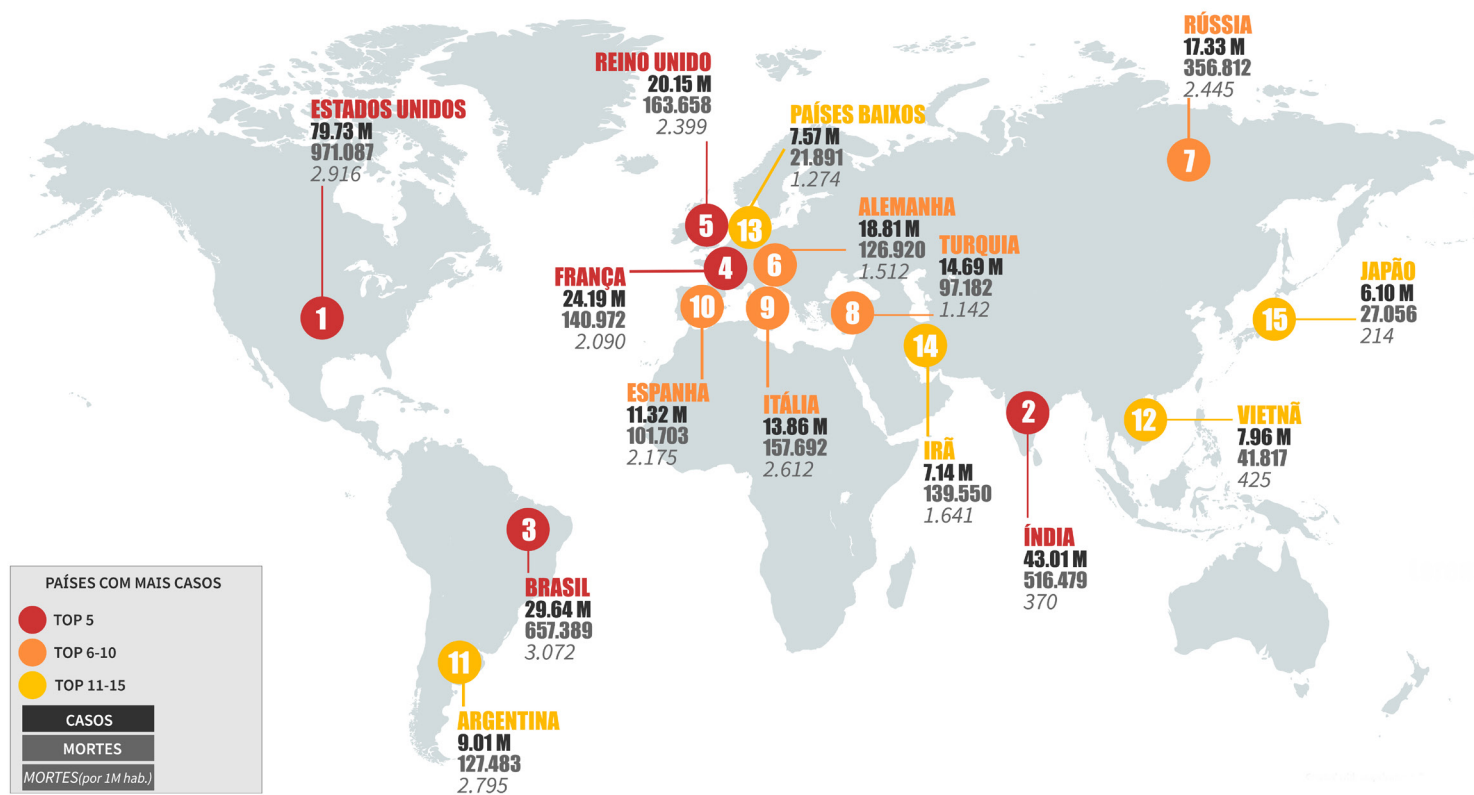 RÚSSIA
17.33 M
356.812
2.445
7
REINO UNIDO
20.15 M
163.658
2.399
5
ESTADOS UNIDOS
79.73 M
971.087
2.916
1
PAÍSES BAIXOS
7.57 M
21.891
1.274
13
ALEMANHA
18.81 M
126.920
1.512
6
TURQUIA
14.69 M
97.182
1.142
8
FRANÇA
24.19 M
140.972
2.090
4
JAPÃO
6.10 M
27.056
214
15
10
ESPANHA
11.32 M
101.703
2.175
9
ITÁLIA
13.86 M
157.692
2.612
14
IRÃ
7.14 M
139.550
1.641
2
ÍNDIA
43.01 M
516.479
370
12
VIETNÃ
7.96 M
41.817
425
3
BRASIL
29.64 M
657.389
3.072
11
ARGENTINA
9.01 M
127.483
2.795
PAÍSES COM MAIS CASOS
TOP 5
TOP 6-10
TOP 11-15
CASOS
MORTES
MORTES(por 1M hab.)